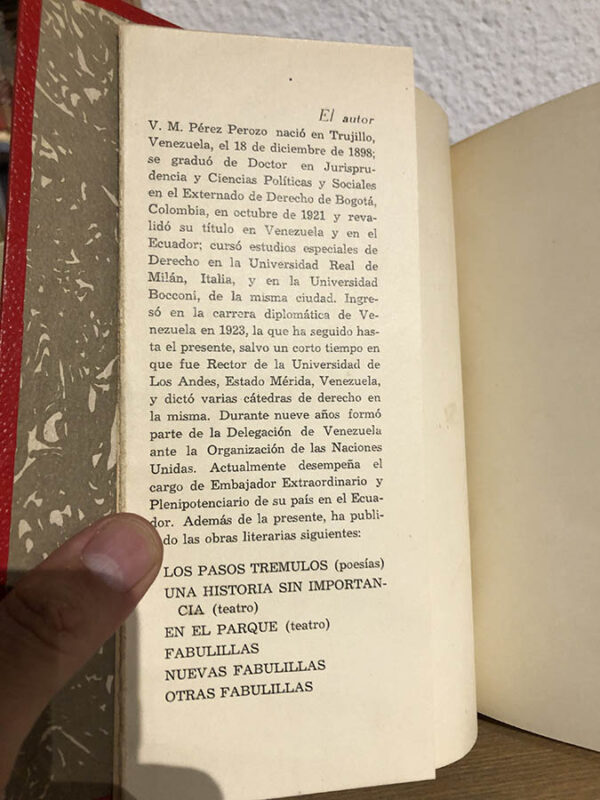 El autor
V. M. Pérez Perozo nació en Trujillo,
Venezuela, el 18 de diciembre de 1898;
se graduó de Doctor en Jurispru-
dencia y Ciencias Políticas y Sociales
en el Externado de Derecho de Bogotá,
Colombia, en octubre de 1921 y reva-
lidó su título en Venezuela y en el
Ecuador; cursó estudios especiales de
Derecho en la Universidad Real de
Milán, Italia, y en la Universidad
Bocconi, de la misma ciudad. Ingre-
só en la carrera diplomática de Ve-
nezuela en 1923, la que ha seguido has-
ta el presente, salvo un corto tiempo en
que fue Rector de la Universidad de
Los Andes, Estado Mérida, Venezuela,
y dictó varias cátedras de derecho en
la misma. Durante nueve años formó
parte de la Delegación de Venezuela
ante la Organización de las Naciones
Unidas. Actualmente desempeña el
cargo de Embajador Extraordinario y
Plenipotenciario de su país en el Ecua-
dor. Además de la presente, ha publi-
do las obras literarias siguientes:
LOS PASOS TREMULOS (poesías)
UNA HISTORIA SIN IMPORTAN-
CIA (teatro)
EN EL PARQUE (teatro)
FABULILLAS
NUEVAS FABULILLAS
OTRAS FABULILLAS